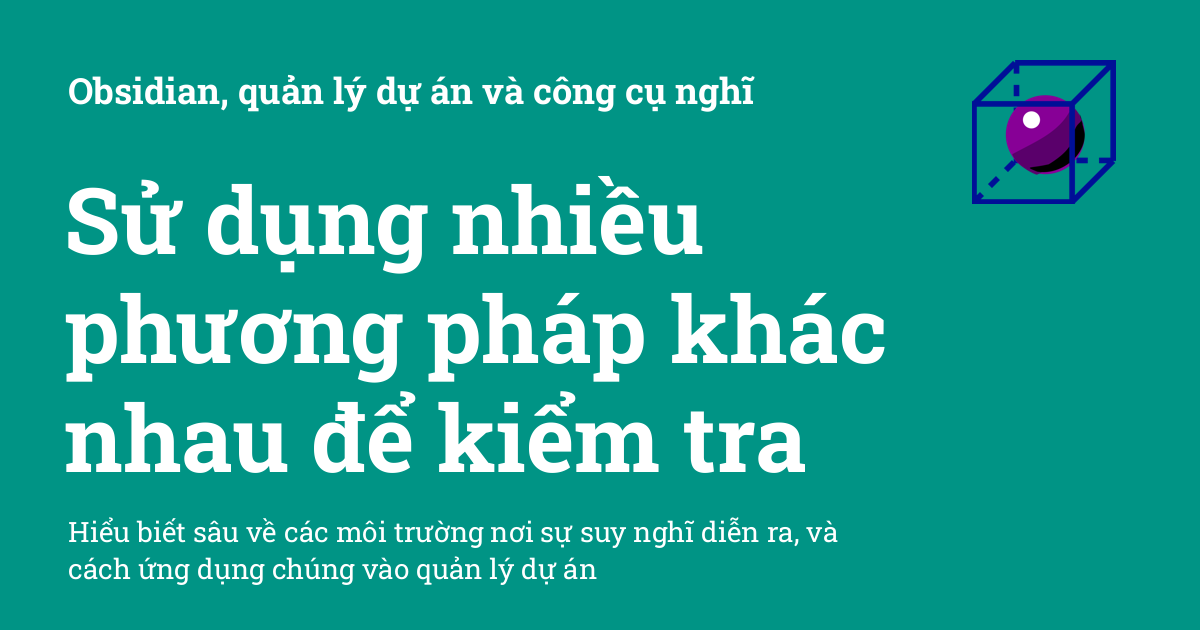 Obsidian, quản lý dự án và công cụ nghĩ
Sử dụng nhiều
phương pháp khác
nhau để kiểm tra
Hiểu biết sâu về các môi trường nơi sự suy nghĩ diễn ra, và
cách ứng dụng chúng vào quản lý dự án